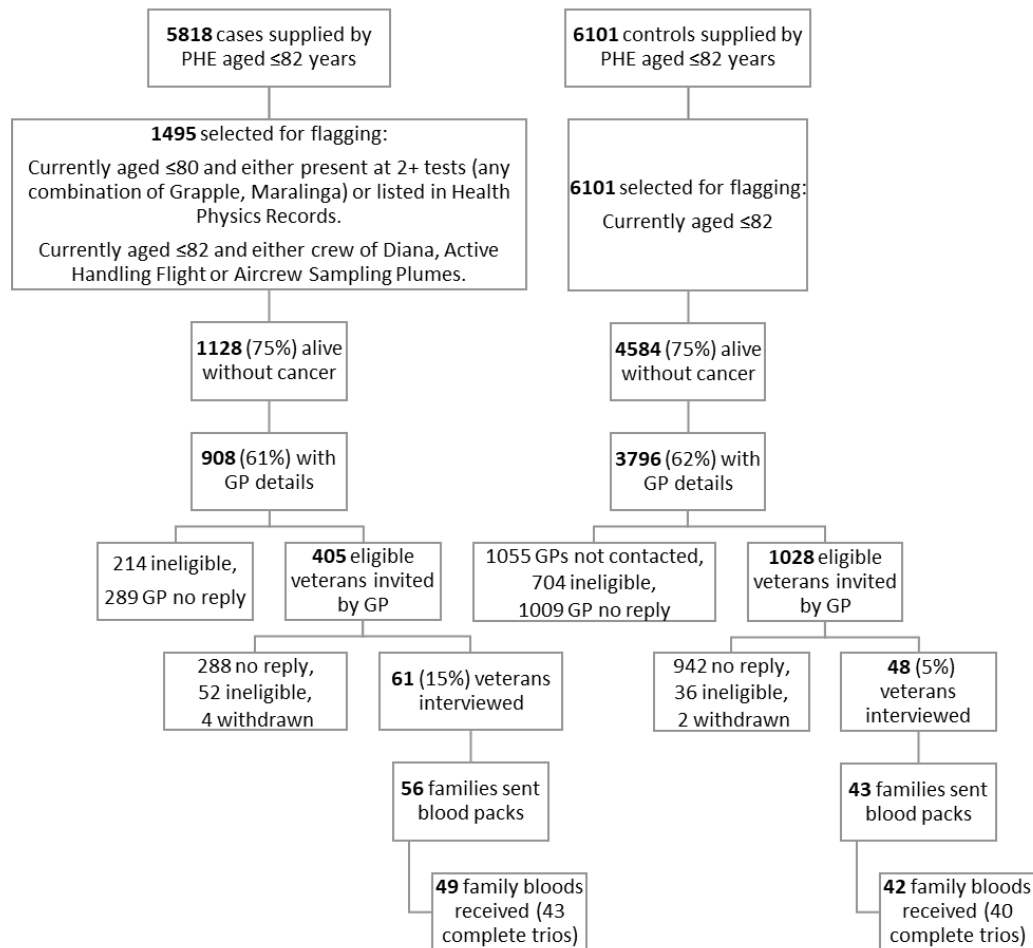 5818 cases supplied by
PHE aged ≤82 years
6101 controls supplied by
PHE aged ≤82 years
1495 selected for flagging:
Currently aged ≤80 and either present at 2+ tests (any
combination of Grapple, Maralinga) or listed in Health
Physics Records.
Currently aged ≤82 and either crew of Diana, Active
Handling Flight or Aircrew Sampling Plumes.
6101 selected for flagging:
Currently aged ≤82
1128 (75%) alive
without cancer
4584 (75%) alive
without cancer
908 (61%) with
GP details
3796 (62%) with
GP details
214 ineligible,
289 GP no reply
405 eligible
veterans invited
by GP
1055 GPs not contacted,
704 ineligible,
1009 GP no reply
1028 eligible
veterans invited
by GP
288 no reply,
52 ineligible,
4 withdrawn
61 (15%) veterans
interviewed
942 no reply,
36 ineligible,
2 withdrawn
48 (5%)
veterans
interviewed
56 families sent
blood packs
43 families sent
blood packs
49 family bloods
received (43
complete trios)
42 family bloods
received (40
complete trios)